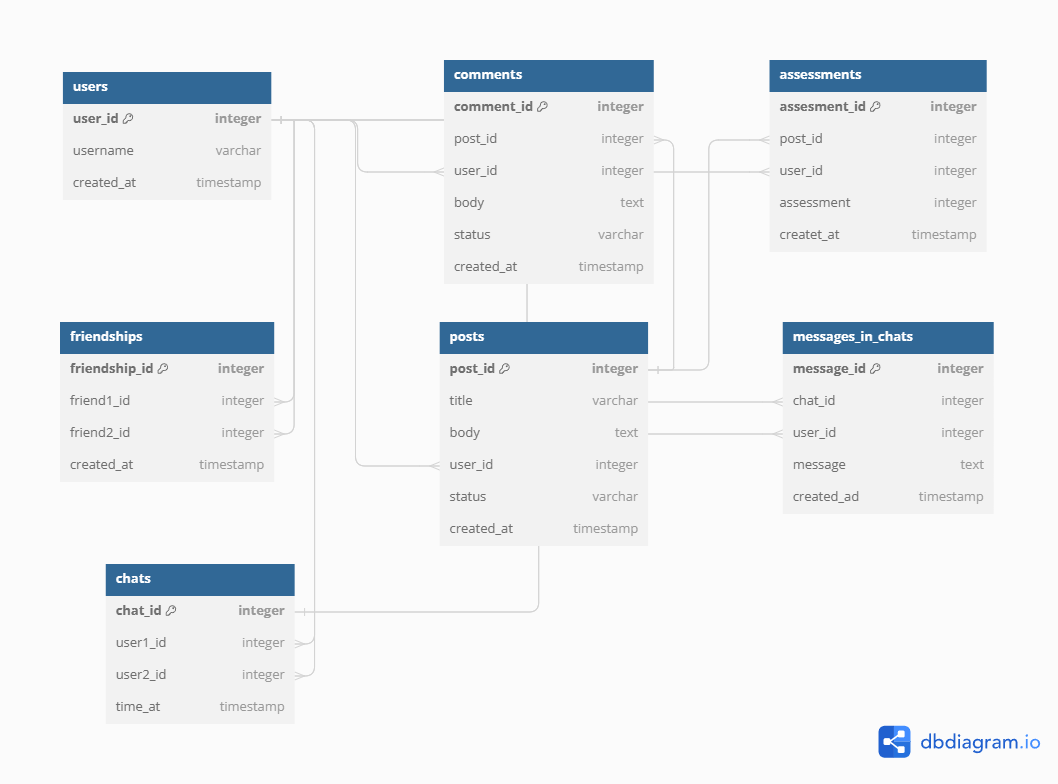 users
user_id integer
username varchar
created_at timestamp
comments
comment_id integer
post_id integer
user_id integer
body text
status varchar
created_at timestamp
assessments
assesment_id integer
post_id integer
user_id integer
assessment integer
createt_at timestamp
friendships
friendship_id integer
friend1_id integer
friend2_id integer
created_at timestamp
posts
post_id integer
title varchar
body text
user_id integer
status varchar
created_at timestamp
messages_in_chats
message_id integer
chat_id integer
user_id integer
message text
created_ad timestamp
chats
chat_id integer
user1_id integer
user2_id integer
time_at timestamp
dbdiagram.io